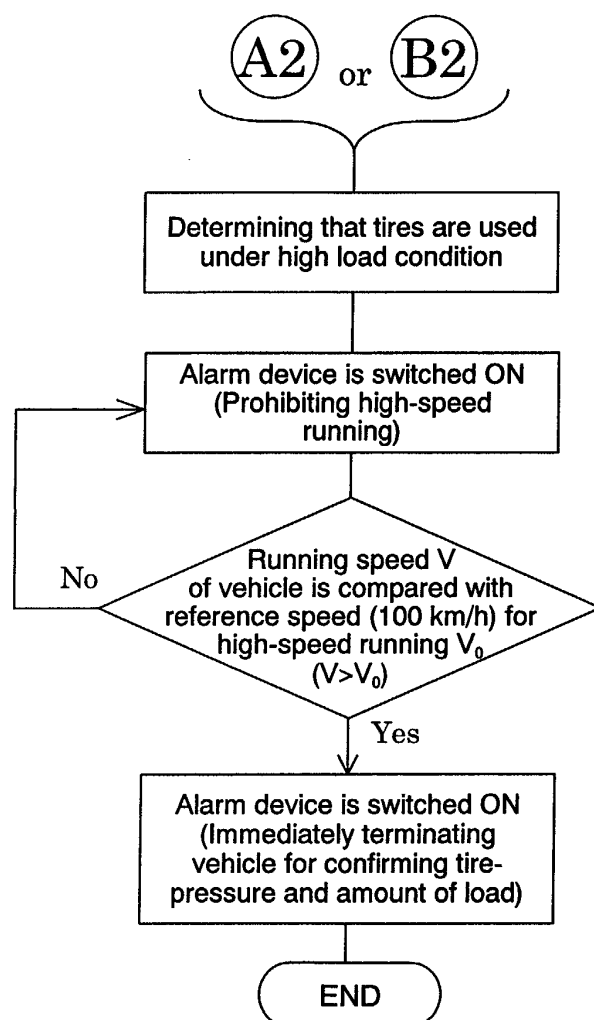 A2 or B2
Determining that tires are used
under high load condition
Alarm device is switched ON
(Prohibiting high-speed
running)
Running speed V
of vehicle is compared with
reference speed (100 km/h) for
high-speed running V₀
(V>V₀)
No
Yes
Alarm device is switched ON
(Immediately terminating
vehicle for confirming tire-
pressure and amount of load)
END